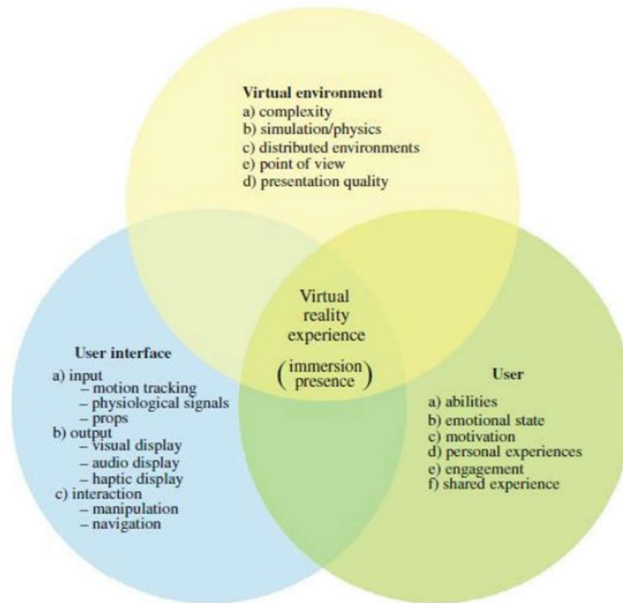 Virtual environment
a) complexity
b) simulation/physics
c) distributed environments
e) point of view
d) presentation quality
Virtual
reality
experience
(immersion
presence)
User interface
a) input
– motion tracking
– physiological signals
– props
b) output
– visual display
– audio display
– haptic display
c) interaction
– manipulation
– navigation
User
a) abilities
b) emotional state
c) motivation
d) personal experiences
e) engagement
f) shared experience